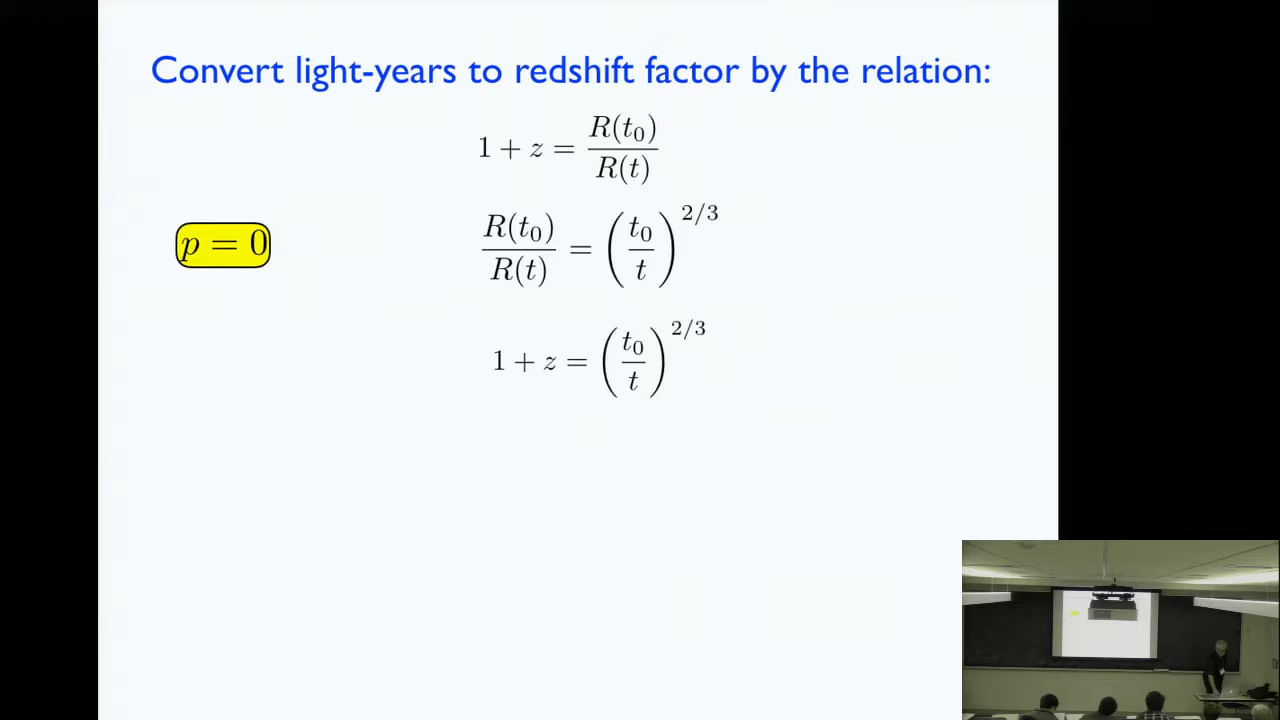 Convert light-years to redshift factor by the relation:
1 + z = R(t₀)/R(t)
p = 0
R(t₀)/R(t) = (t₀/t)^{2/3}
1 + z = (t₀/t)^{2/3}